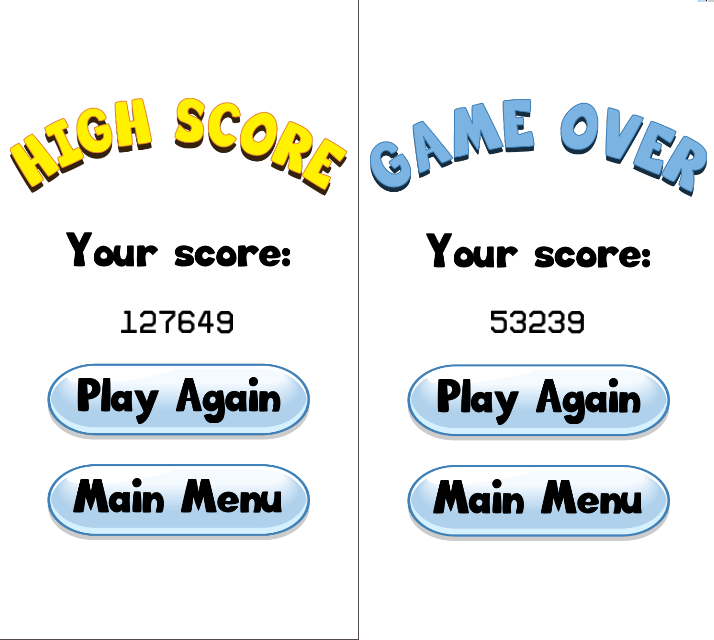 HIGH SCORE
Your score:
127649
Play Again
Main Menu
GAME OVER
Your score:
53239
Play Again
Main Menu